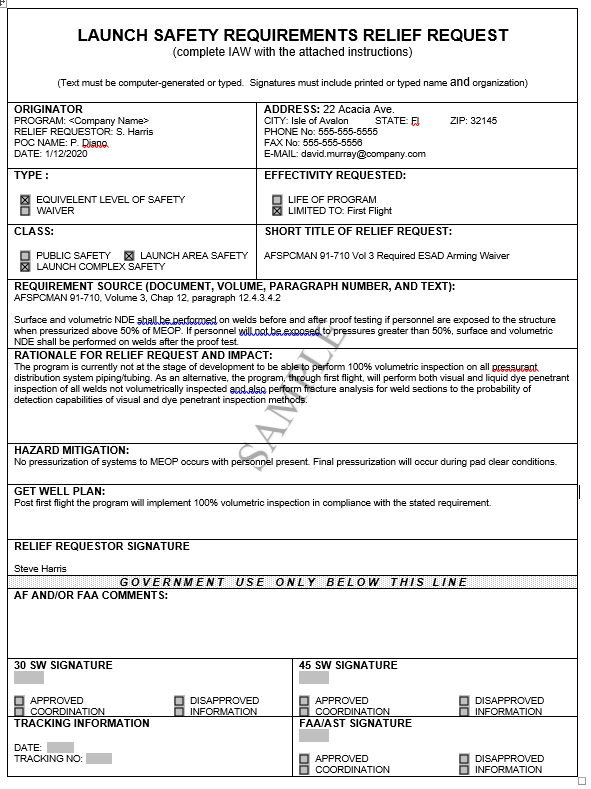 LAUNCH SAFETY REQUIREMENTS RELIEF REQUEST
(complete IAW with the attached instructions)
(Text must be computer-generated or typed. Signatures must include printed or typed name and organization)
ORIGINATOR
PROGRAM: <Company Name>
RELIEF REQUESTOR: S. Harris
POC NAME: P. Diano
DATE: 1/12/2020
ADDRESS: 22 Acacia Ave.
CITY: Isle of Avalon STATE: Fl ZIP: 32145
PHONE No: 555-555-5555
FAX No: 555-555-5556
E-MAIL: david.murray@company.com
TYPE :
EQUIVELENT LEVEL OF SAFETY
WAIVER
EFFECTIVITY REQUESTED:
LIFE OF PROGRAM
LIMITED TO: First Flight
CLASS:
PUBLIC SAFETY LAUNCH AREA SAFETY
LAUNCH COMPLEX SAFETY
SHORT TITLE OF RELIEF REQUEST:
AFSPCMAN 91-710 Vol 3 Required ESAD Arming Waiver
REQUIREMENT SOURCE (DOCUMENT, VOLUME, PARAGRAPH NUMBER, AND TEXT):
AFSPCMAN 91-710, Volume 3, Chap 12, paragraph 12.4.3.4.2
Surface and volumetric NDE shall be performed on welds before and after proof testing if personnel are exposed to the structure
when pressurized above 50% of MEOP. If personnel will not be exposed to pressures greater than 50%, surface and volumetric
NDE shall be performed on welds after the proof test.
RATIONALE FOR RELIEF REQUEST AND IMPACT:
The program is currently not at the stage of development to be able to perform 100% volumetric inspection on all pressurant
distribution system piping/tubing. As an alternative, the program, through first flight, will perform both visual and liquid dye penetrant
inspection of all welds not volumetrically inspected and also perform fracture analysis for weld sections to the probability of
detection capabilities of visual and dye penetrant inspection methods.
SAMPLE
HAZARD MITIGATION:
No pressurization of systems to MEOP occurs with personnel present. Final pressurization will occur during pad clear conditions.
GET WELL PLAN:
Post first flight the program will implement 100% volumetric inspection in compliance with the stated requirement.
RELIEF REQUESTOR SIGNATURE
Steve Harris
GOVERNMENT USE ONLY BELOW THIS LINE
AF AND/OR FAA COMMENTS:
30 SW SIGNATURE
APPROVED DISAPPROVED
COORDINATION INFORMATION
45 SW SIGNATURE
APPROVED DISAPPROVED
COORDINATION INFORMATION
TRACKING INFORMATION
DATE:
TRACKING NO:
FAA/AST SIGNATURE
APPROVED DISAPPROVED
COORDINATION INFORMATION